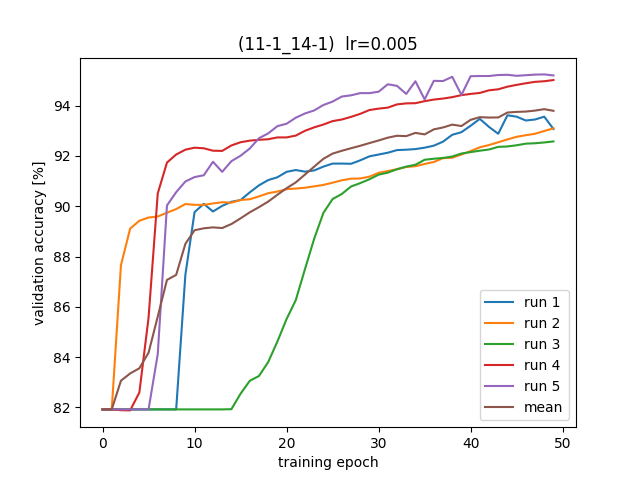 (11-1_14-1)  lr=0.005
validation accuracy [%]
94
92
90
88
86
84
82
0
10
20
30
40
50
training epoch
run 1
run 2
run 3
run 4
run 5
mean